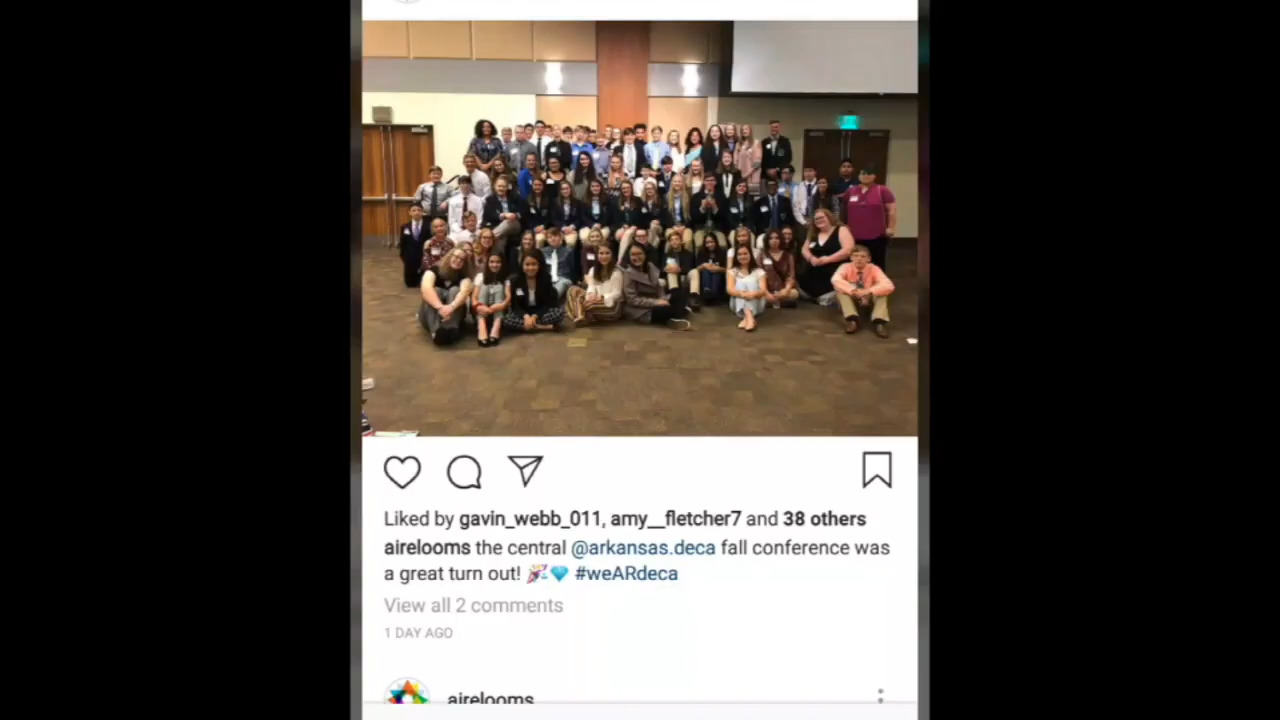 Liked by gavin_webb_011, amy__fletcher7 and 38 others
airelooms the central @arkansas.deca fall conference was
a great turn out! 🎉💎 #weARdeca
View all 2 comments
1 DAY AGO
airelooms